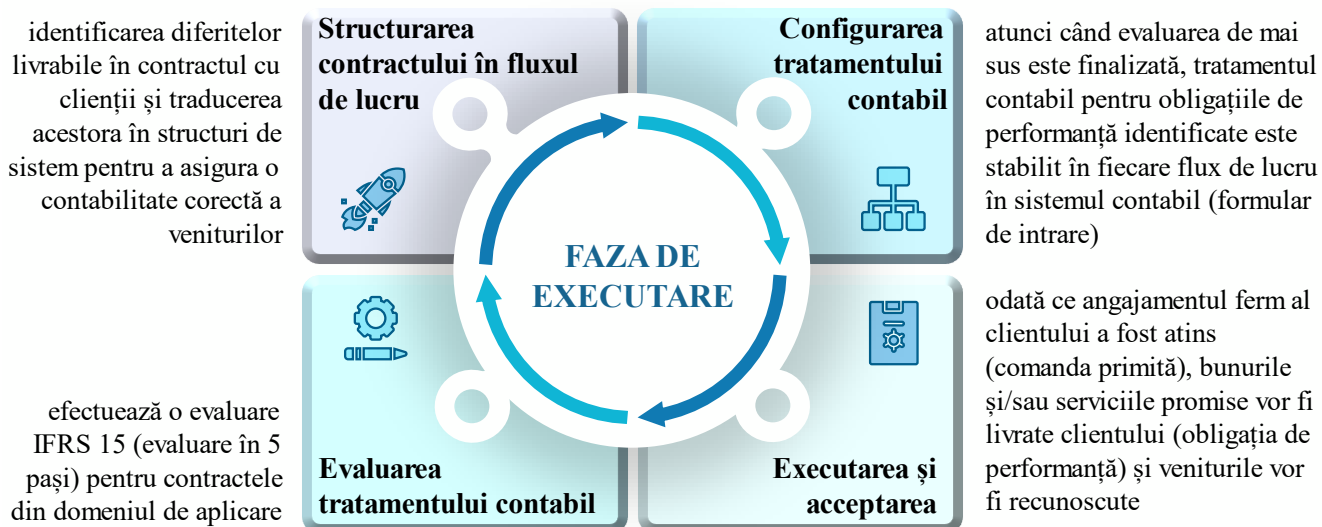 identificarea diferitelor
livrabile în contractul cu
clienții și traducerea
acestora în structuri de
sistem pentru a asigura o
contabilitate corectă a
veniturilor
Structurarea
contractului în fluxul
de lucru
Configurarea
tratamentului
contabil
atunci când evaluarea de mai
sus este finalizată, tratamentul
contabil pentru obligațiile de
performanță identificate este
stabilit în fiecare flux de lucru
în sistemul contabil (formular
de intrare)
FAZA DE
EXECUTARE
efectuează o evaluare
IFRS 15 (evaluare în 5
pași) pentru contractele
din domeniul de aplicare
Evaluarea
tratamentului contabil
Executarea și
acceptarea
odată ce angajamentul ferm al
clientului a fost atins
(comanda primită), bunurile
și/sau serviciile promise vor fi
livrate clientului (obligația de
performanță) și veniturile vor
fi recunoscute